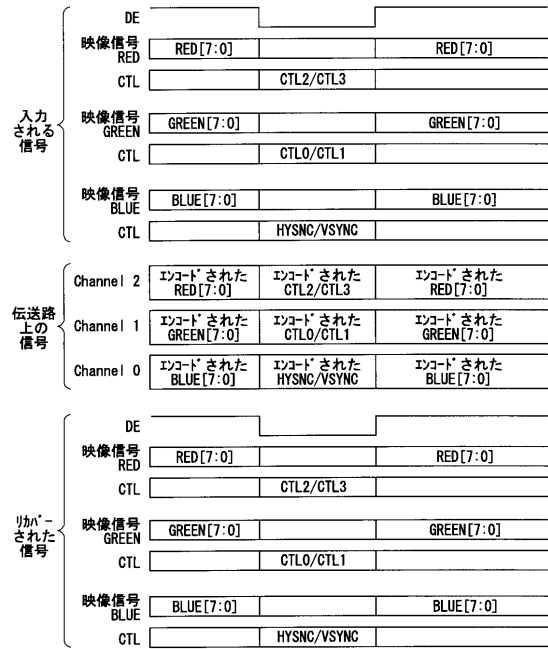 DE
映像信号
RED
RED[7:0] RED[7:0]
CTL CTL2/CTL3
入力
される
信号
映像信号
GREEN
GREEN[7:0] GREEN[7:0]
CTL CTL0/CTL1
映像信号
BLUE
BLUE[7:0] BLUE[7:0]
CTL HYSNC/VSYNC
伝送路
上の
信号
Channel 2
エンコードされた
RED[7:0]
エンコードされた
CTL2/CTL3
エンコードされた
RED[7:0]
Channel 1
エンコードされた
GREEN[7:0]
エンコードされた
CTL0/CTL1
エンコードされた
GREEN[7:0]
Channel 0
エンコードされた
BLUE[7:0]
エンコードされた
HYSNC/VSYNC
エンコードされた
BLUE[7:0]
DE
映像信号
RED
RED[7:0] RED[7:0]
CTL CTL2/CTL3
リカバー
された
信号
映像信号
GREEN
GREEN[7:0] GREEN[7:0]
CTL CTL0/CTL1
映像信号
BLUE
BLUE[7:0] BLUE[7:0]
CTL HYSNC/VSYNC